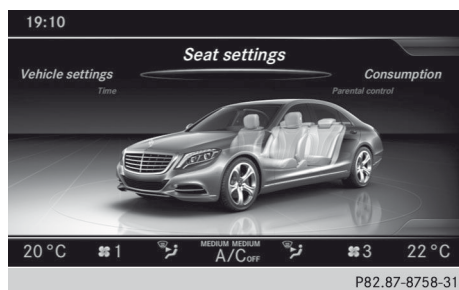 19:10
Seat settings
Vehicle settings Consumption
Time Parental control
20°C 1 MEDIUM MEDIUM 3 22°C
A/C OFF
P82.87-8758-31